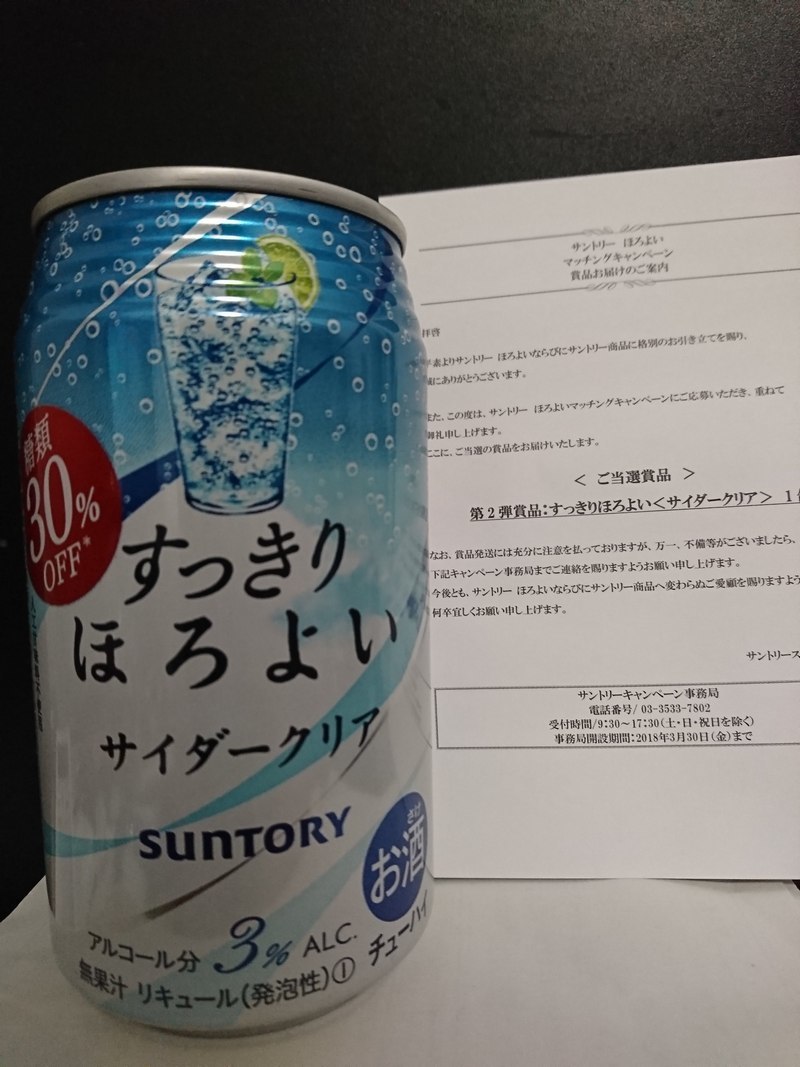 糖類
30%
OFF*
すっきり
ほろよい
サイダークリア
SUNTORY
さけ
お酒
アルコール分 3% ALC.
チューハイ
無果汁 リキュール(発泡性)①
サントリー ほろよい
マッチングキャンペーン
賞品お届けのご案内
拝啓
平素よりサントリー ほろよいならびにサントリー商品に格別のお引き立てを賜り、
誠にありがとうございます。
また、この度は、サントリー ほろよいマッチングキャンペーンにご応募いただき、重ねて
御礼申し上げます。
ここに、ご当選の賞品をお届けいたします。
＜ ご当選賞品 ＞
第2弾賞品:すっきりほろよい＜サイダークリア＞ 1
なお、賞品発送には充分に注意を払っておりますが、万一、不備等がございましたら、
下記キャンペーン事務局までご連絡を賜りますようお願い申し上げます。
今後とも、サントリー ほろよいならびにサントリー商品へ変わらぬご愛顧を賜りますよう
何卒宜しくお願い申し上げます。
サントリース
サントリーキャンペーン事務局
電話番号/ 03-3533-7802
受付時間/9:30～17:30(土・日・祝日を除く)
事務局開設期間:2018年3月30日(金)まで